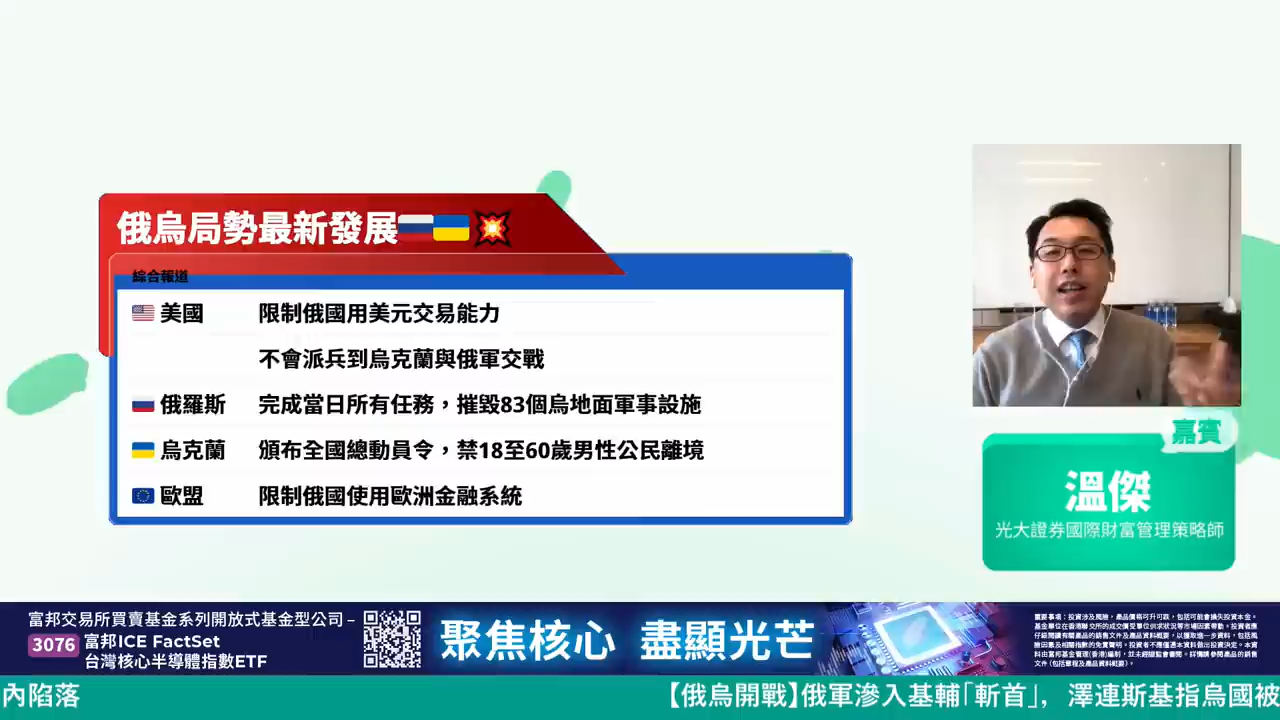 俄烏局勢最新發展
綜合報道
美國 限制俄國用美元交易能力
不會派兵到烏克蘭與俄軍交戰
俄羅斯 完成當日所有任務，摧毀83個烏地面軍事設施
烏克蘭 頒布全國總動員令，禁18至60歲男性公民離境
歐盟 限制俄國使用歐洲金融系統
嘉賓
溫傑
光大證券國際財富管理策略師
富邦交易所買賣基金系列開放式基金型公司 –
3076 富邦ICE FactSet
台灣核心半導體指數ETF
聚焦核心 盡顯光芒
內陷落 【俄烏開戰】俄軍滲入基輔「斬首」，澤連斯基指烏國被